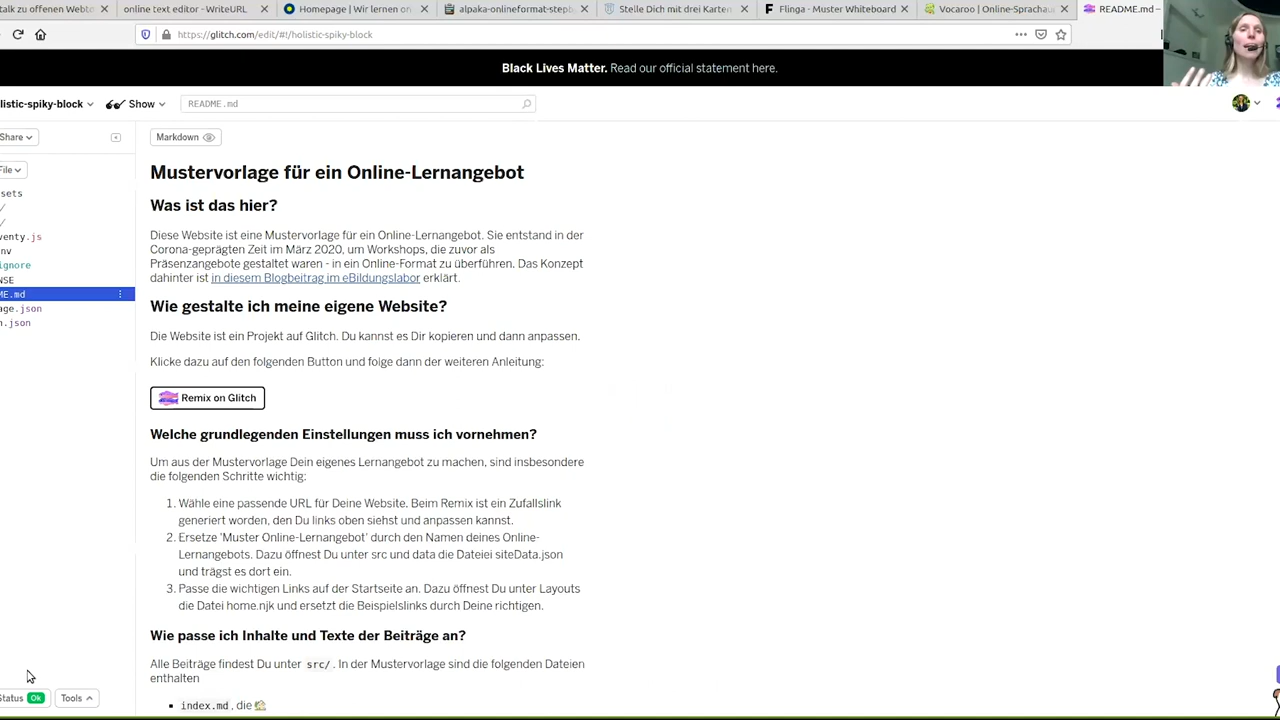 talk zu offenen Webto
online text editor - WriteURL
Homepage | Wir lernen on
alpaka-onlineformat-stepb
Stelle Dich mit drei Karten
Flinga - Muster Whiteboard
Vocaroo | Online-Sprachau
README.md —
https://glitch.com/edit/#!/holistic-spiky-block
Black Lives Matter. Read our official statement here.
listic-spiky-block
Show
README.md
Share
Markdown
File
sets
/
/
venty.js
nv
ignore
NSE
ME.md
age.json
n.json
Mustervorlage für ein Online-Lernangebot
Was ist das hier?
Diese Website ist eine Mustervorlage für ein Online-Lernangebot. Sie entstand in der
Corona-geprägten Zeit im März 2020, um Workshops, die zuvor als
Präsenzangebote gestaltet waren - in ein Online-Format zu überführen. Das Konzept
dahinter ist in diesem Blogbeitrag im eBildungslabor erklärt.
Wie gestalte ich meine eigene Website?
Die Website ist ein Projekt auf Glitch. Du kannst es Dir kopieren und dann anpassen.
Klicke dazu auf den folgenden Button und folge dann der weiteren Anleitung:
Remix on Glitch
Welche grundlegenden Einstellungen muss ich vornehmen?
Um aus der Mustervorlage Dein eigenes Lernangebot zu machen, sind insbesondere
die folgenden Schritte wichtig:
1. Wähle eine passende URL für Deine Website. Beim Remix ist ein Zufallslink
generiert worden, den Du links oben siehst und anpassen kannst.
2. Ersetze 'Muster Online-Lernangebot' durch den Namen deines Online-
Lernangebots. Dazu öffnest Du unter src und data die Dateiei siteData.json
und trägst es dort ein.
3. Passe die wichtigen Links auf der Startseite an. Dazu öffnest Du unter Layouts
die Datei home.njk und ersetzt die Beispielslinks durch Deine richtigen.
Wie passe ich Inhalte und Texte der Beiträge an?
Alle Beiträge findest Du unter src/. In der Mustervorlage sind die folgenden Dateien
enthalten
index.md, die
Status Ok
Tools